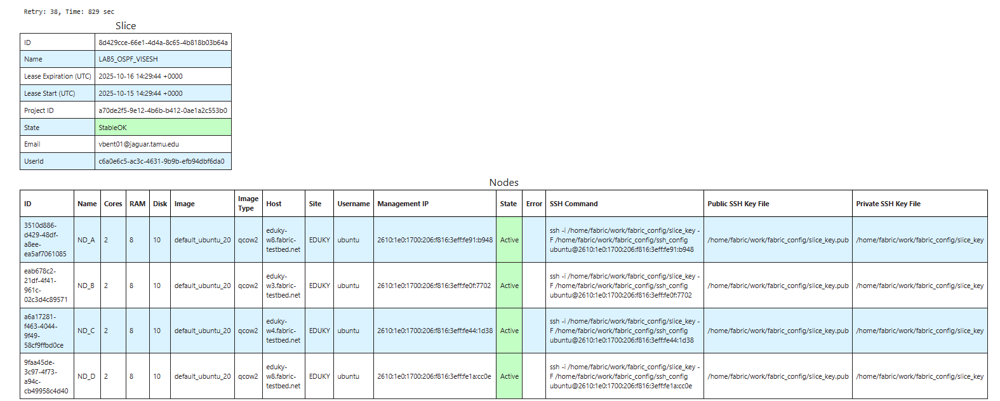 Retry: 38, Time: 829 sec
Slice
ID 8d429cce-66e1-4d4a-8c65-4b818b03b64a
Name LAB5_OSPF_VISESH
Lease Expiration (UTC) 2025-10-16 14:29:44 +0000
Lease Start (UTC) 2025-10-15 14:29:44 +0000
Project ID a70de2f5-9e12-4b6b-b412-0ae1a2c553b0
State StableOK
Email vbent01@jaguar.tamu.edu
UserId c6a0e6c5-ac3c-4631-9b9b-efb94dbf6da0
Nodes
ID Name Cores RAM Disk Image Image Type Host Site Username Management IP State Error SSH Command Public SSH Key File Private SSH Key File
3510d886-
d429-48df-
a8ee-
ea5af7061085
ND_A 2 8 10 default_ubuntu_20 qcow2
eduky-
w8.fabric-
testbed.net
EDUKY ubuntu 2610:1e0:1700:206:f816:3eff:fe91:b948 Active
ssh -i /home/fabric/work/fabric_config/slice_key -
F /home/fabric/work/fabric_config/ssh_config
ubuntu@2610:1e0:1700:206:f816:3eff:fe91:b948
/home/fabric/work/fabric_config/slice_key.pub /home/fabric/work/fabric_config/slice_key
eab678c2-
21df-4f41-
961c-
02c3d4c89571
ND_B 2 8 10 default_ubuntu_20 qcow2
eduky-
w3.fabric-
testbed.net
EDUKY ubuntu 2610:1e0:1700:206:f816:3eff:fe0f:7702 Active
ssh -i /home/fabric/work/fabric_config/slice_key -
F /home/fabric/work/fabric_config/ssh_config
ubuntu@2610:1e0:1700:206:f816:3eff:fe0f:7702
/home/fabric/work/fabric_config/slice_key.pub /home/fabric/work/fabric_config/slice_key
a6a17281-
f463-4044-
9f49-
58cf9ffbd0ce
ND_C 2 8 10 default_ubuntu_20 qcow2
eduky-
w4.fabric-
testbed.net
EDUKY ubuntu 2610:1e0:1700:206:f816:3eff:fe44:1d38 Active
ssh -i /home/fabric/work/fabric_config/slice_key -
F /home/fabric/work/fabric_config/ssh_config
ubuntu@2610:1e0:1700:206:f816:3eff:fe44:1d38
/home/fabric/work/fabric_config/slice_key.pub /home/fabric/work/fabric_config/slice_key
9faa45de-
3c97-4f73-
a94c-
cb49958c4d40
ND_D 2 8 10 default_ubuntu_20 qcow2
eduky-
w8.fabric-
testbed.net
EDUKY ubuntu 2610:1e0:1700:206:f816:3eff:fe1a:cc0e Active
ssh -i /home/fabric/work/fabric_config/slice_key -
F /home/fabric/work/fabric_config/ssh_config
ubuntu@2610:1e0:1700:206:f816:3eff:fe1a:cc0e
/home/fabric/work/fabric_config/slice_key.pub /home/fabric/work/fabric_config/slice_key